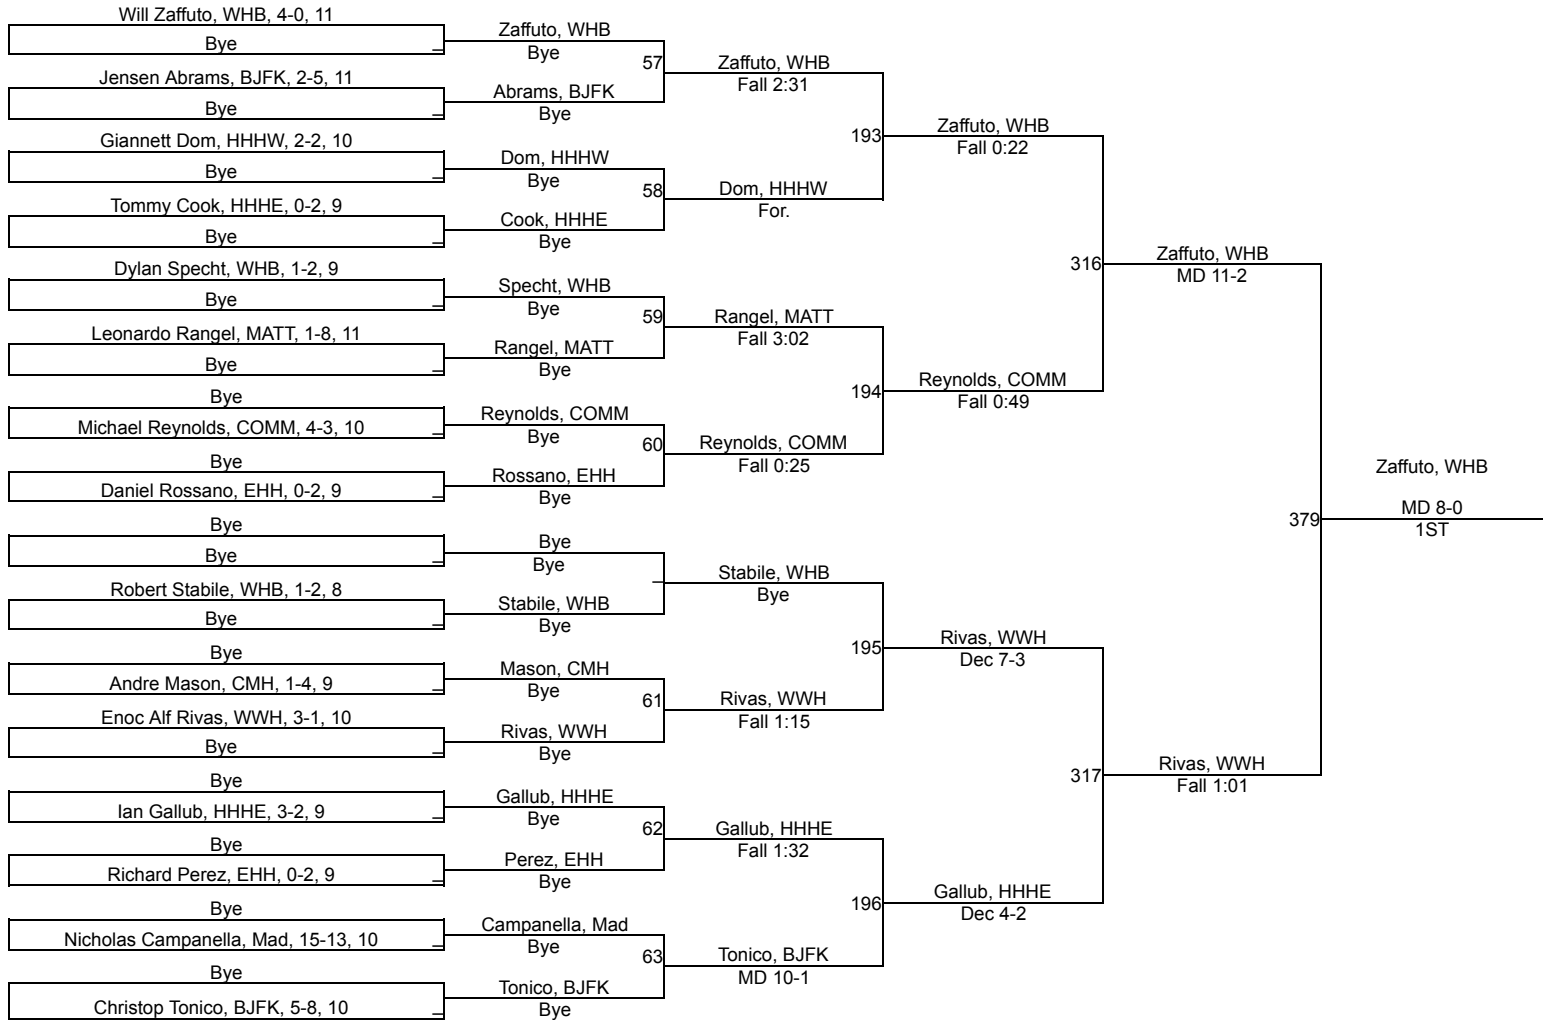 Will Zaffuto, WHB, 4-0, 11
Bye
Jensen Abrams, BJFK, 2-5, 11
Bye
Giannett Dom, HHHW, 2-2, 10
Bye
Tommy Cook, HHHE, 0-2, 9
Bye
Dylan Specht, WHB, 1-2, 9
Bye
Leonardo Rangel, MATT, 1-8, 11
Bye
Bye
Michael Reynolds, COMM, 4-3, 10
Bye
Daniel Rossano, EHH, 0-2, 9
Bye
Bye
Robert Stabile, WHB, 1-2, 8
Bye
Bye
Andre Mason, CMH, 1-4, 9
Enoc Alf Rivas, WWH, 3-1, 10
Bye
Bye
Ian Gallub, HHHE, 3-2, 9
Bye
Richard Perez, EHH, 0-2, 9
Bye
Nicholas Campanella, Mad, 15-13, 10
Bye
Christop Tonico, BJFK, 5-8, 10
Zaffuto, WHB
Bye
57
Abrams, BJFK
Bye
Dom, HHHW
Bye
58
Cook, HHHE
Bye
Specht, WHB
Bye
59
Rangel, MATT
Bye
Reynolds, COMM
Bye
60
Rossano, EHH
Bye
Bye
Bye
Stabile, WHB
Bye
Mason, CMH
Bye
61
Rivas, WWH
Bye
Gallub, HHHE
Bye
62
Perez, EHH
Bye
Campanella, Mad
Bye
63
Tonico, BJFK
Bye
Zaffuto, WHB
Fall 2:31
193
Dom, HHHW
For.
Rangel, MATT
Fall 3:02
194
Reynolds, COMM
Fall 0:25
Stabile, WHB
Bye
195
Rivas, WWH
Fall 1:15
Gallub, HHHE
Fall 1:32
196
Tonico, BJFK
MD 10-1
Zaffuto, WHB
Fall 0:22
316
Reynolds, COMM
Fall 0:49
Rivas, WWH
Dec 7-3
317
Gallub, HHHE
Dec 4-2
Zaffuto, WHB
MD 11-2
379
Rivas, WWH
Fall 1:01
Zaffuto, WHB
MD 8-0
1ST